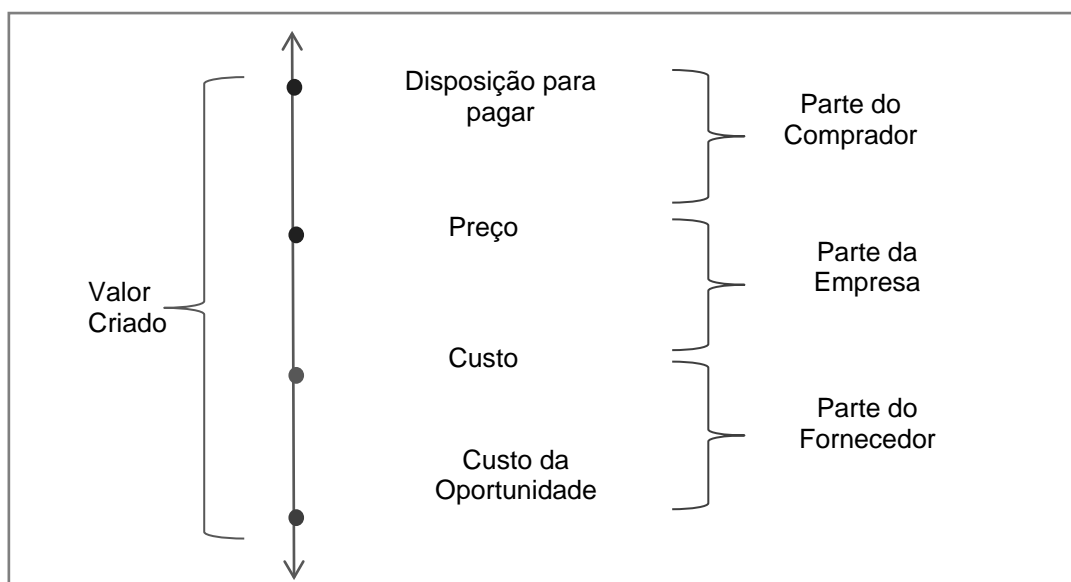 Disposição para
pagar
Parte do
Comprador
Preço
Parte da
Empresa
Valor
Criado
Custo
Parte do
Fornecedor
Custo da
Oportunidade